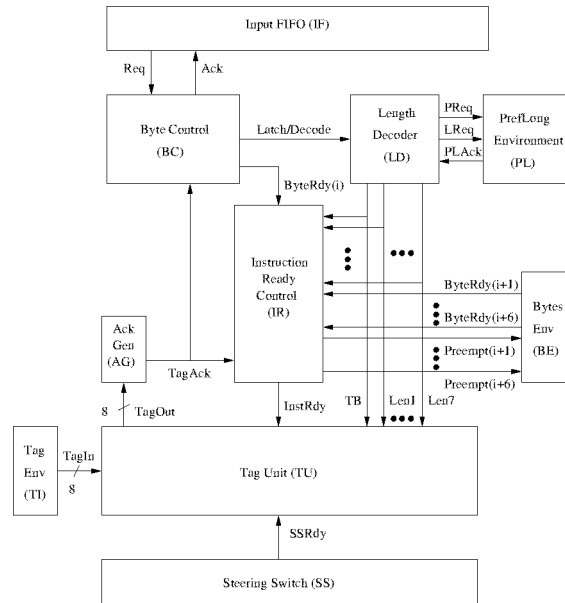 Input FIFO (IF)
Req
Ack
Byte Control
(BC)
Latch/Decode
Length
Decoder
(LD)
PReq
LReq
PLAck
PrefLong
Environment
(PL)
ByteRdy(i)
Instruction
Ready
Control
(IR)
ByteRdy(i+1)
ByteRdy(i+6)
Preempt(i+1)
Preempt(i+6)
Bytes
Env
(BE)
Ack
Gen
(AG)
TagAck
InstRdy
TB
Len1
Len7
8
TagOut
Tag
Env
(TI)
TagIn
8
Tag Unit (TU)
SSRdy
Steering Switch (SS)